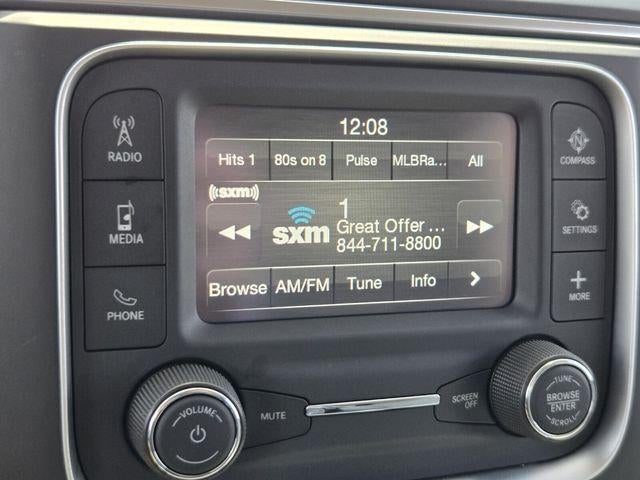 12:08
Hits 1 80s on 8 Pulse MLBRa... All
((sxm))
1
sxm Great Offer ...
844-711-8800
Browse AM/FM Tune Info
RADIO
MEDIA
PHONE
COMPASS
SETTINGS
MORE
VOLUME
MUTE
SCREEN
OFF
TUNE
BROWSE
ENTER
SCROLL